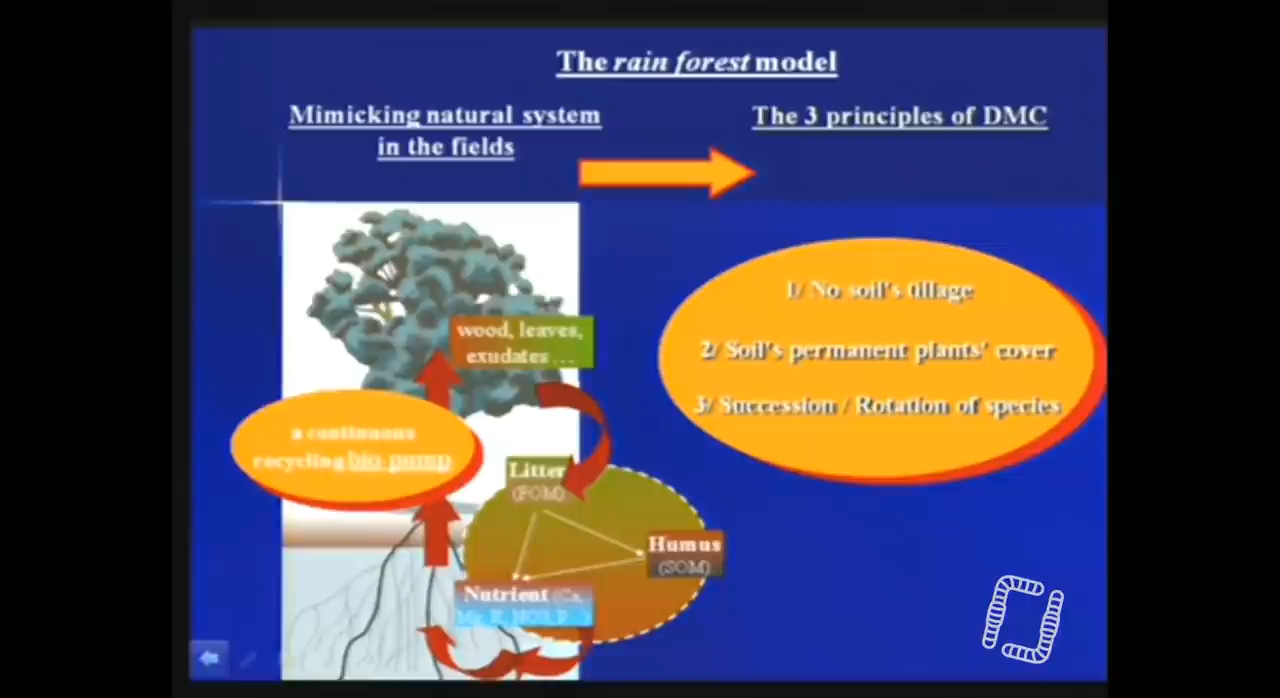 The rain forest model
Mimicking natural system
in the fields
The 3 principles of DMC
1/ No soil's tillage
2/ Soil's permanent plants' cover
3/ Succession / Rotation of species
wood, leaves,
exudates ...
a continuous
recycling bio pump
Litter
(FOM)
Humus
(SOM)
Nutrient (Ca,
Mg, K,